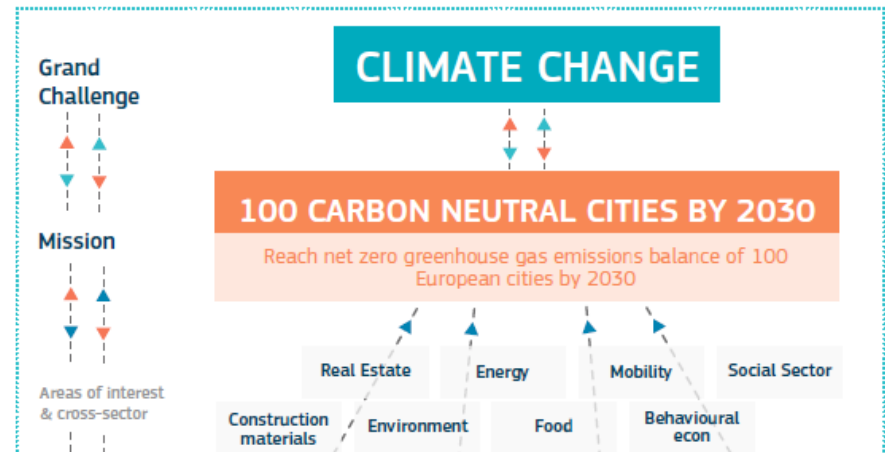 Grand
Challenge
CLIMATE CHANGE
Mission
100 CARBON NEUTRAL CITIES BY 2030
Reach net zero greenhouse gas emissions balance of 100
European cities by 2030
Areas of interest
& cross-sector
Real Estate
Energy
Mobility
Social Sector
Construction
materials
Environment
Food
Behavioural
econ